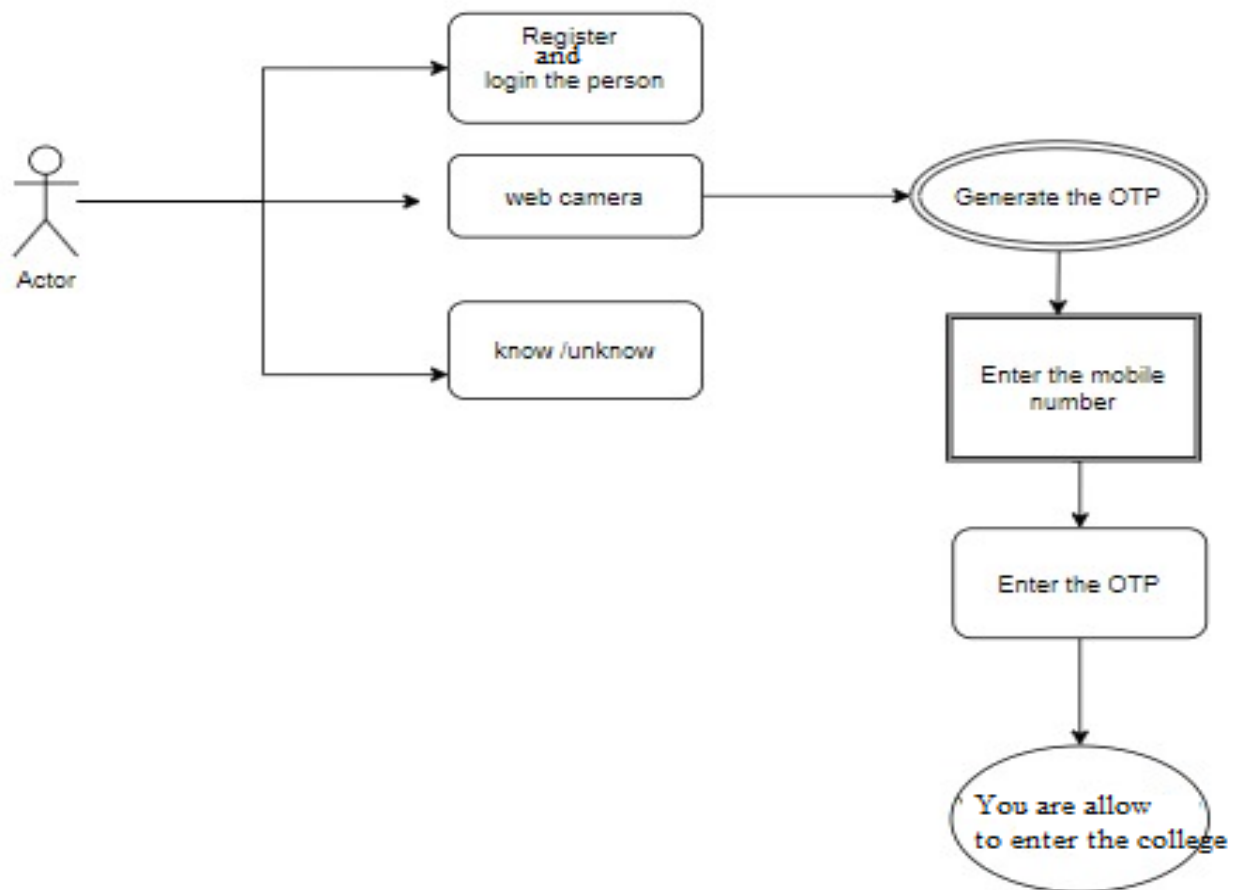 Register
and
login the person
web camera
Generate the OTP
Actor
know /unknow
Enter the mobile
number
Enter the OTP
You are allow
to enter the college